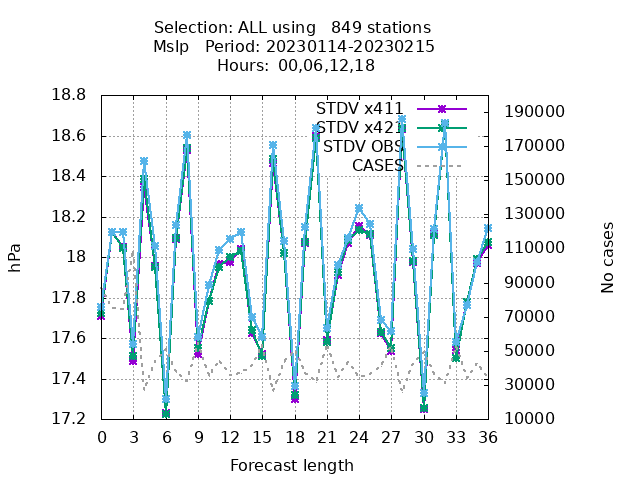 Selection: ALL using   849 stations
Mslp   Period: 20230114-20230215
Hours:  00,06,12,18
STDV x411
STDV x421
STDV OBS
CASES
hPa
18.8
18.6
18.4
18.2
18
17.8
17.6
17.4
17.2
No cases
190000
170000
150000
130000
110000
90000
70000
50000
30000
10000
0 3 6 9 12 15 18 21 24 27 30 33 36
Forecast length